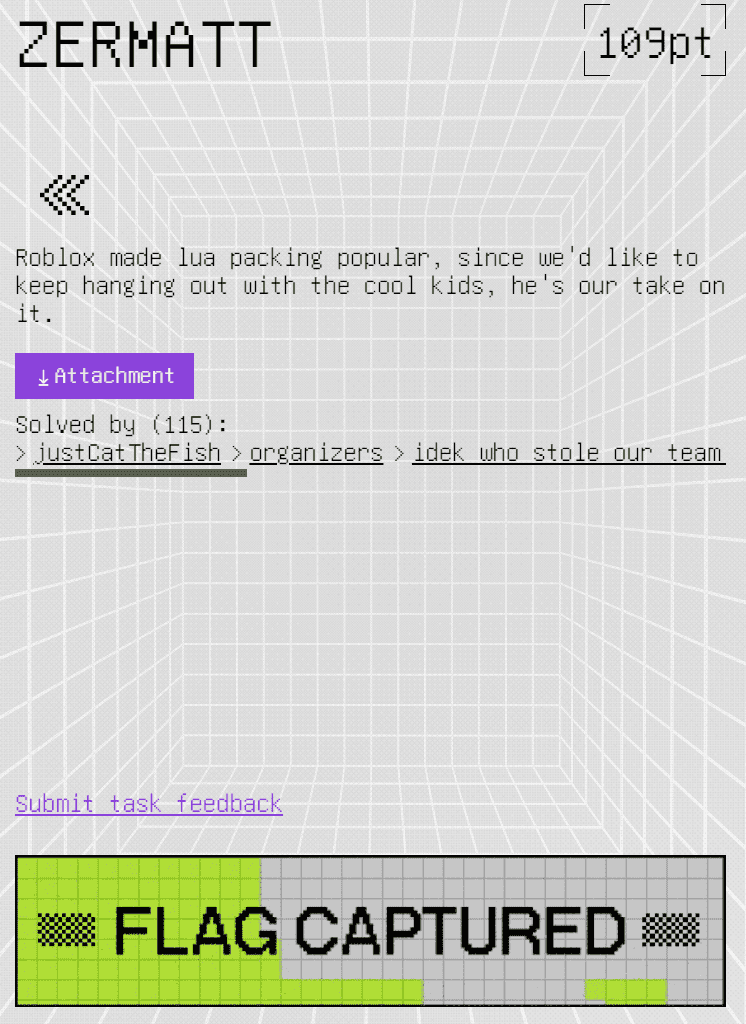 ZERMATT
109pt
Roblox made lua packing popular, since we'd like to
keep hanging out with the cool kids, he's our take on
it.
Attachment
Solved by (115):
> justCatTheFish > organizers > idek who stole our team
Submit task feedback
FLAG CAPTURED